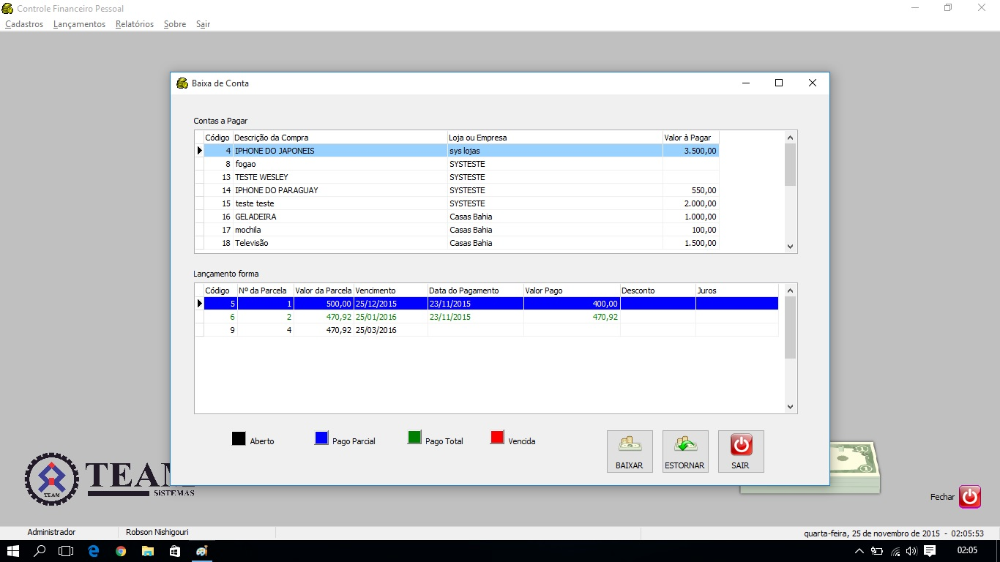 Controle Financeiro Pessoal
Cadastros Lançamentos Relatórios Sobre Sair
Baixa de Conta
Contas a Pagar
Código Descrição da Compra Loja ou Empresa Valor à Pagar
4 IPHONE DO JAPONEIS sys lojas 3.500,00
8 fogao SYSTESTE
13 TESTE WESLEY SYSTESTE
14 IPHONE DO PARAGUAY SYSTESTE 550,00
15 teste teste SYSTESTE 2.000,00
16 GELADEIRA Casas Bahia 1.000,00
17 mochila Casas Bahia 100,00
18 Televisão Casas Bahia 1.500,00
Lançamento forma
Código Nº da Parcela Valor da Parcela Vencimento Data do Pagamento Valor Pago Desconto Juros
5 1 500,00 25/12/2015 23/11/2015 400,00
6 2 470,92 25/01/2016 23/11/2015 470,92
9 4 470,92 25/03/2016
Aberto Pago Parcial Pago Total Vencida
BAIXAR ESTORNAR SAIR
TEAM
SISTEMAS
TEAM
Fechar
Administrador Robson Nishigouri quarta-feira, 25 de novembro de 2015 - 02:05:53
02:05